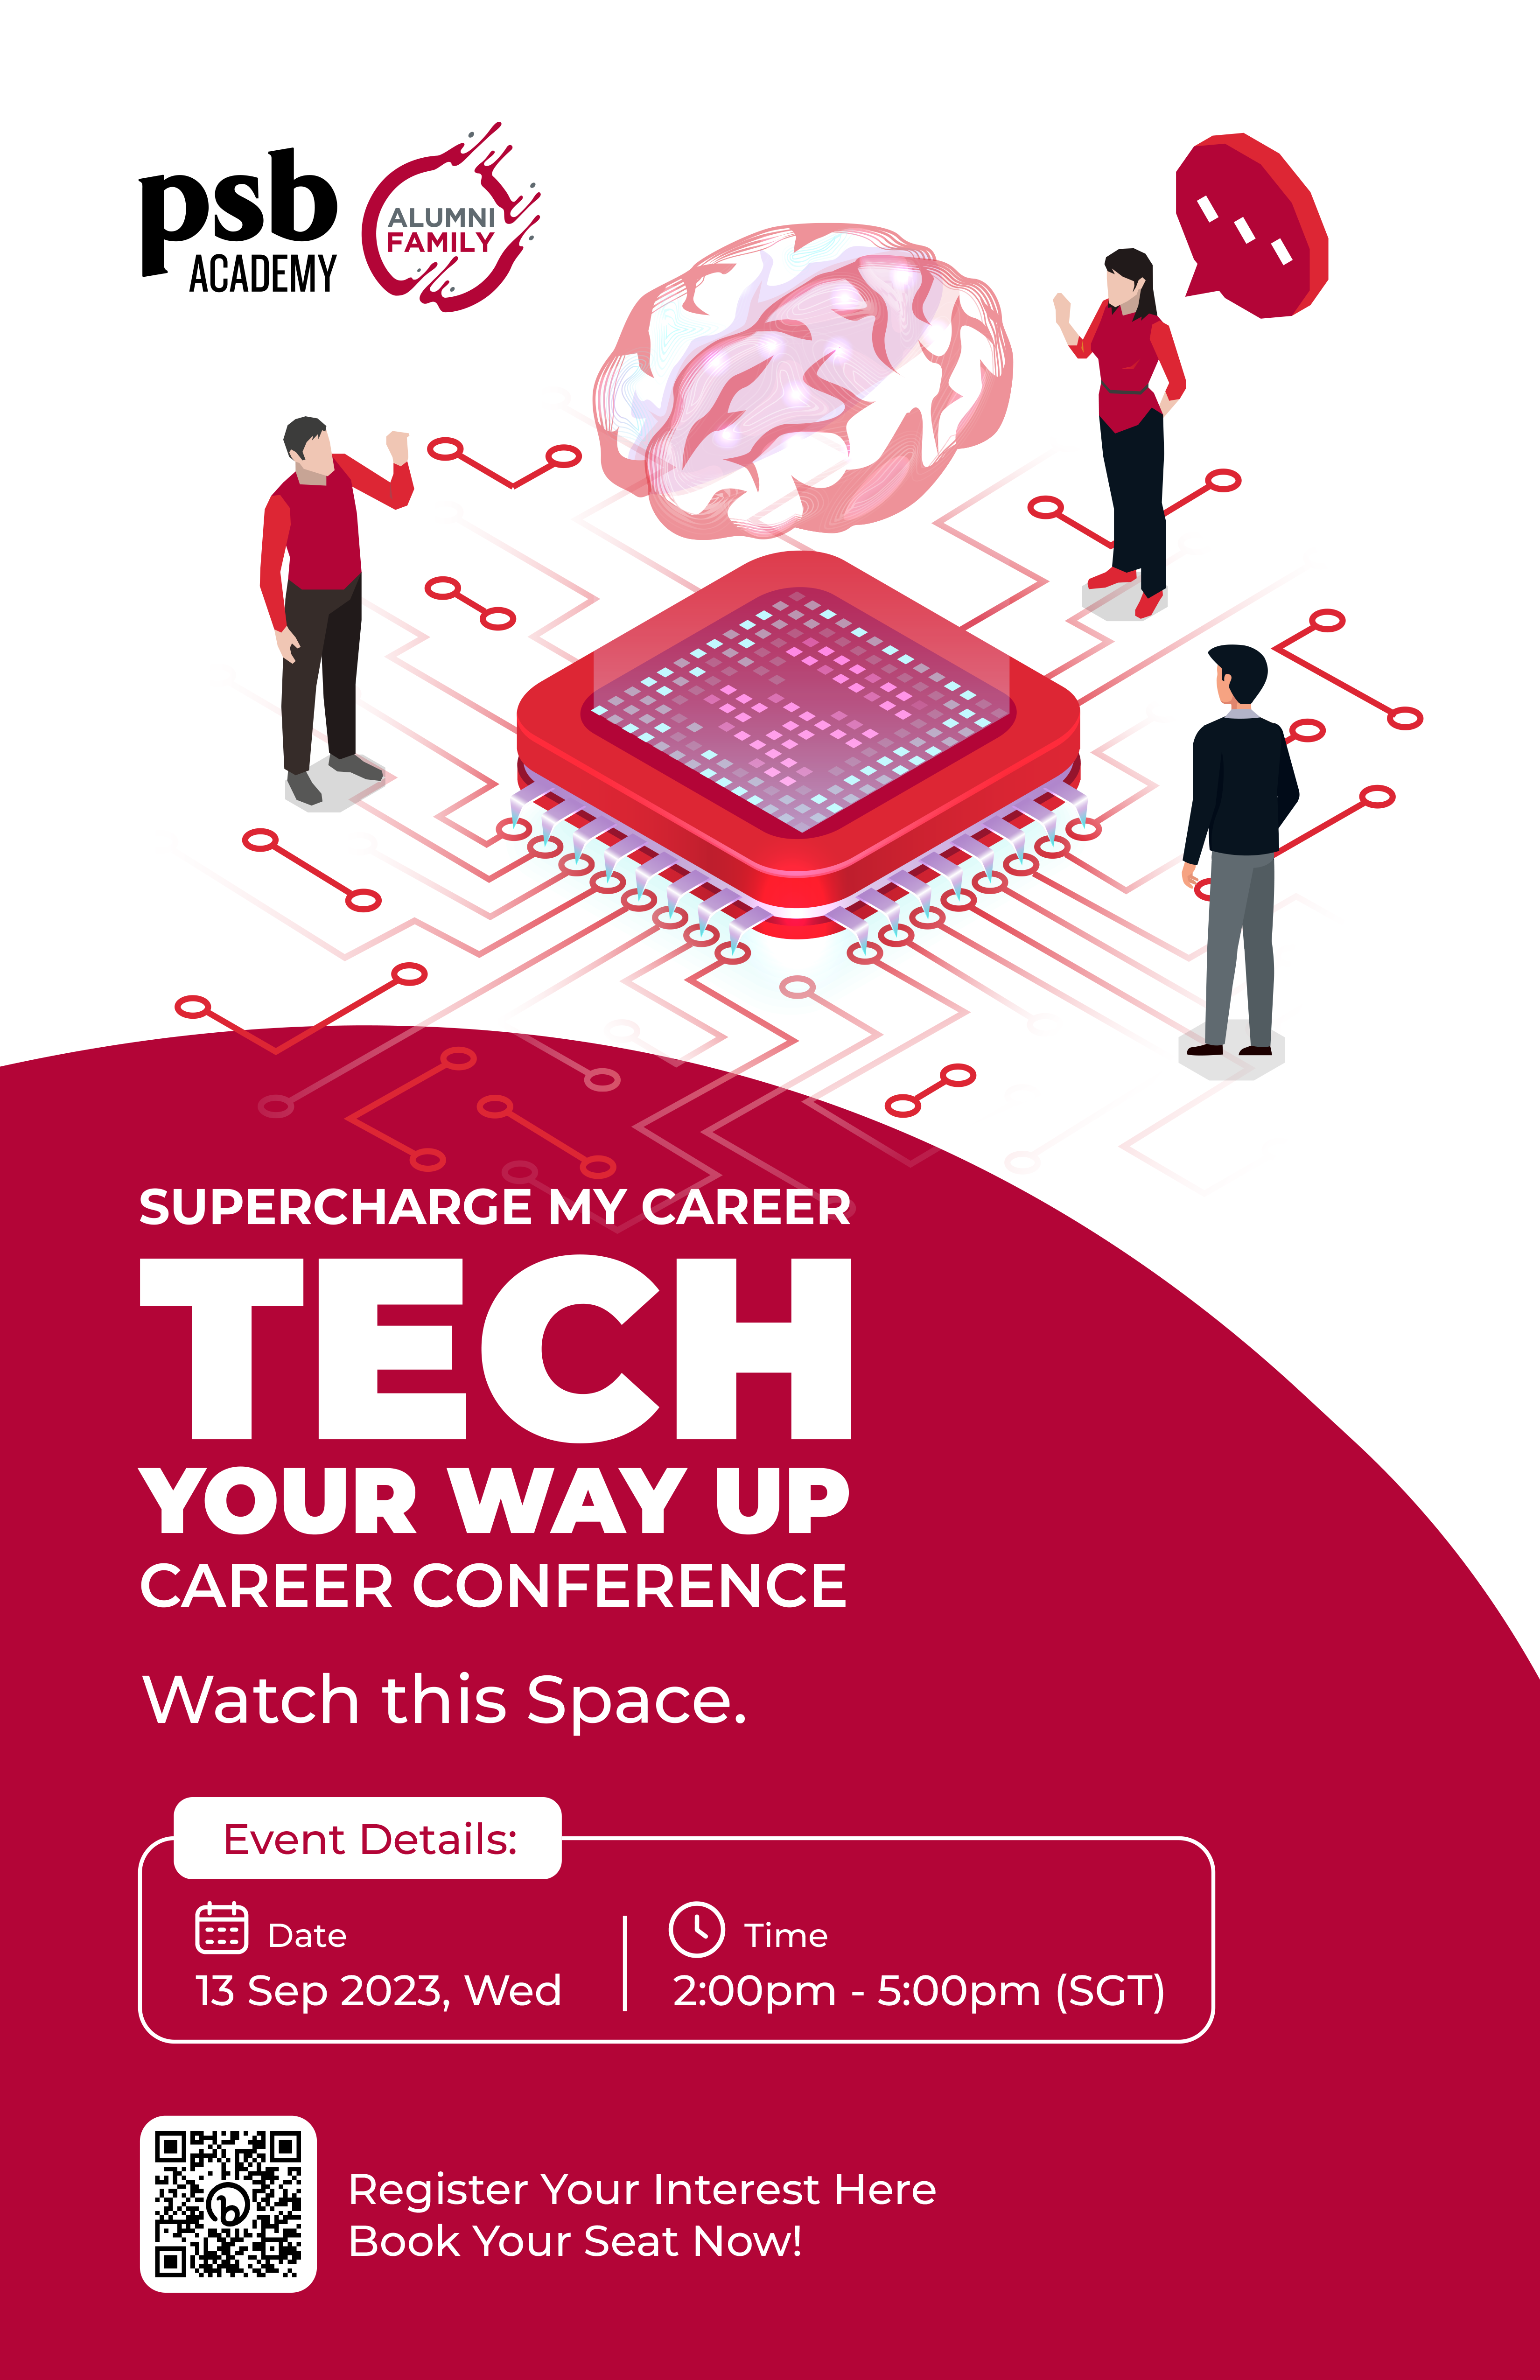 psb
ACADEMY
ALUMNI
FAMILY
SUPERCHARGE MY CAREER
TECH
YOUR WAY UP
CAREER CONFERENCE
Watch this Space.
Event Details:
Date
13 Sep 2023, Wed
Time
2:00pm - 5:00pm (SGT)
Register Your Interest Here
Book Your Seat Now!